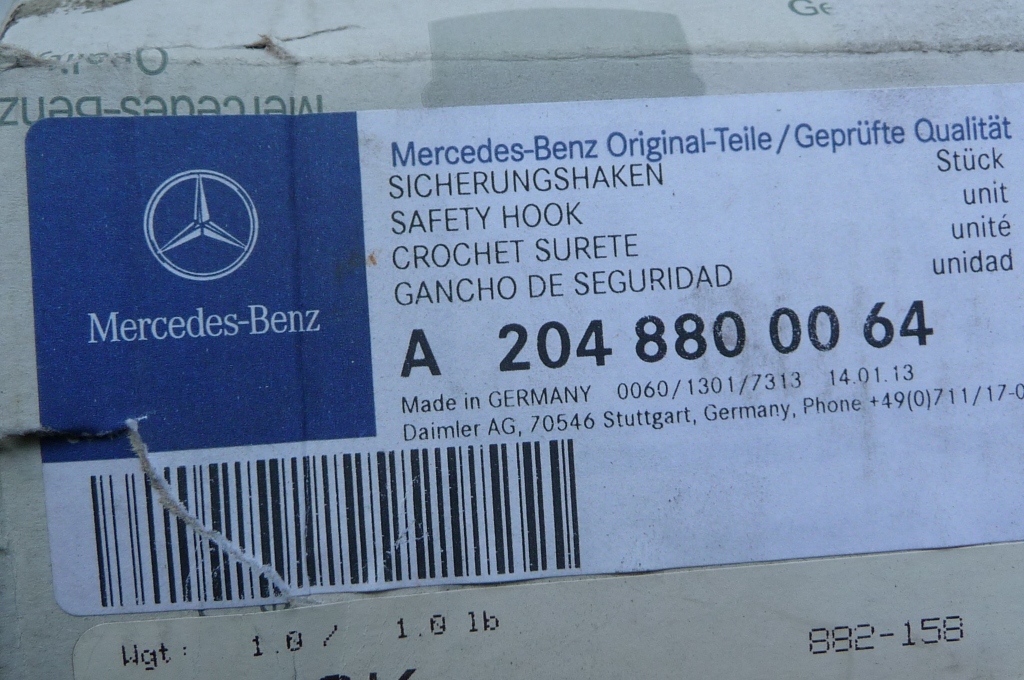 Mercedes-Benz
Mercedes-Benz Original-Teile / Geprüfte Qualität
SICHERUNGSHAKEN Stück
SAFETY HOOK unit
CROCHET SURETE unité
GANCHO DE SEGURIDAD unidad
Mercedes-Benz
A 204 880 00 64
Made in GERMANY 0060/1301/7313 14.01.13
Daimler AG, 70546 Stuttgart, Germany, Phone +49(0)711/17-0
Wgt: 1.0 / 1.0 lb
882-158